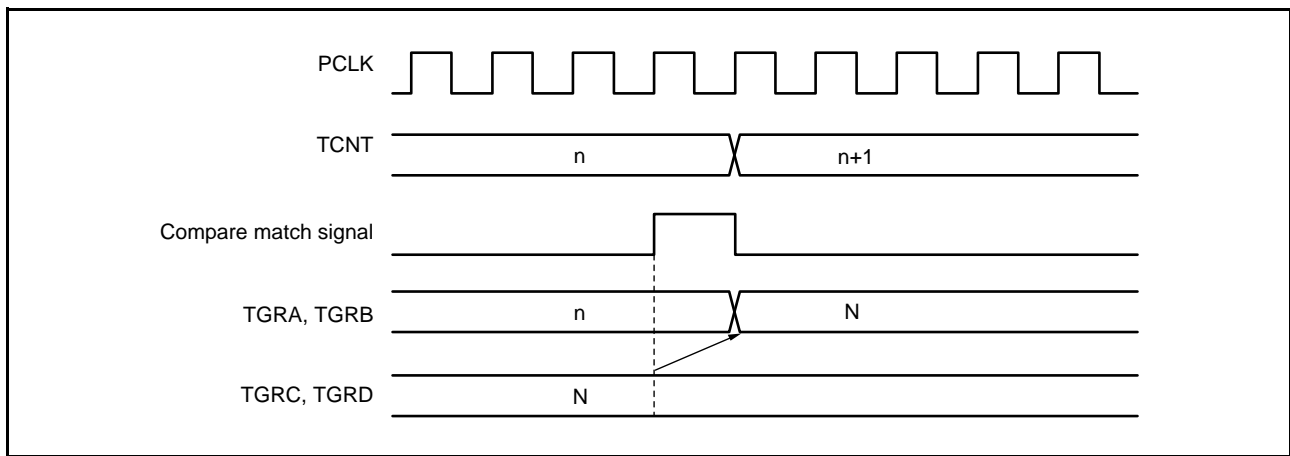 PCLK
TCNT
n
n+1
Compare match signal
TGRA, TGRB
n
N
TGRC, TGRD
N